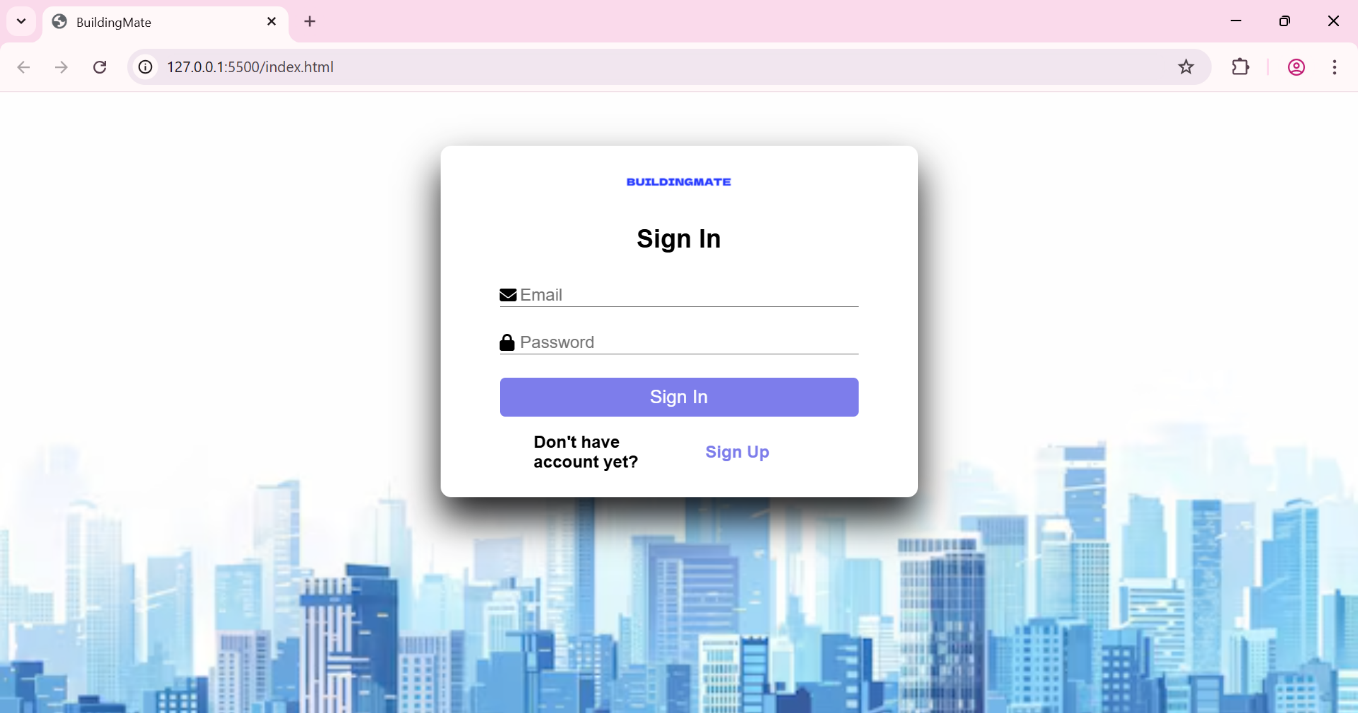 BuildingMate
127.0.0.1:5500/index.html
BUILDINGMATE
Sign In
Email
Password
Sign In
Don't have
account yet?
Sign Up